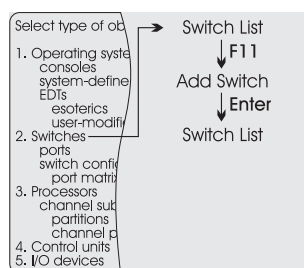 Select type of ob
1. Operating syste
consoles
system-define
EDTs
esoterics
user-modifi
2. Switches
ports
switch config
port matri
3. Processors
channel sub
partitions
channel p
4. Control units
5. I/O devices
Switch List
F11
Add Switch
Enter
Switch List